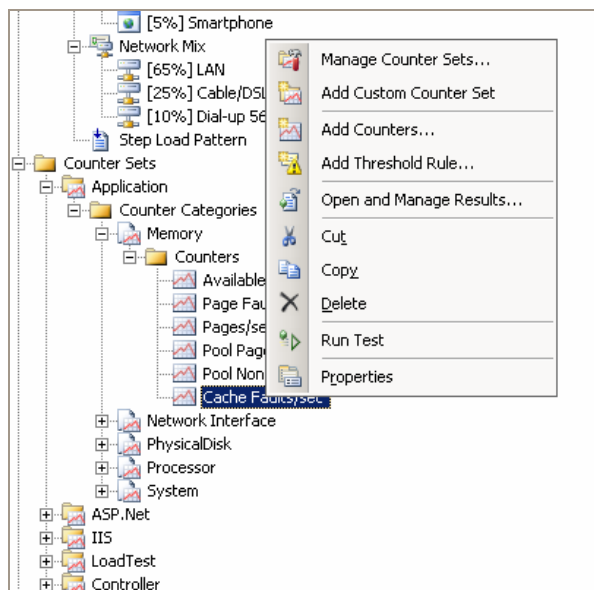 [5%] Smartphone
Network Mix
[65%] LAN
[25%] Cable/DSL
[10%] Dial-up 56
Step Load Pattern
Counter Sets
Application
Counter Categories
Memory
Counters
Available
Page Fau
Pages/se
Pool Pag
Pool Non
Cache Faults/sec
Network Interface
PhysicalDisk
Processor
System
ASP.Net
IIS
LoadTest
Controller
Manage Counter Sets...
Add Custom Counter Set
Add Counters...
Add Threshold Rule...
Open and Manage Results...
Cut
Copy
Delete
Run Test
Properties